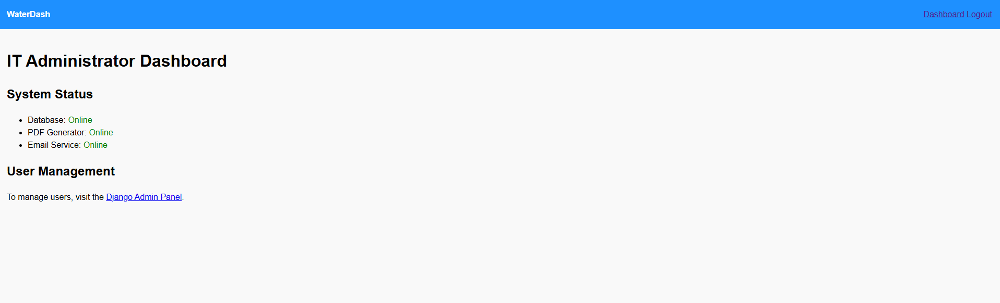 WaterDash
Dashboard Logout
IT Administrator Dashboard
System Status
Database: Online
PDF Generator: Online
Email Service: Online
User Management
To manage users, visit the Django Admin Panel.